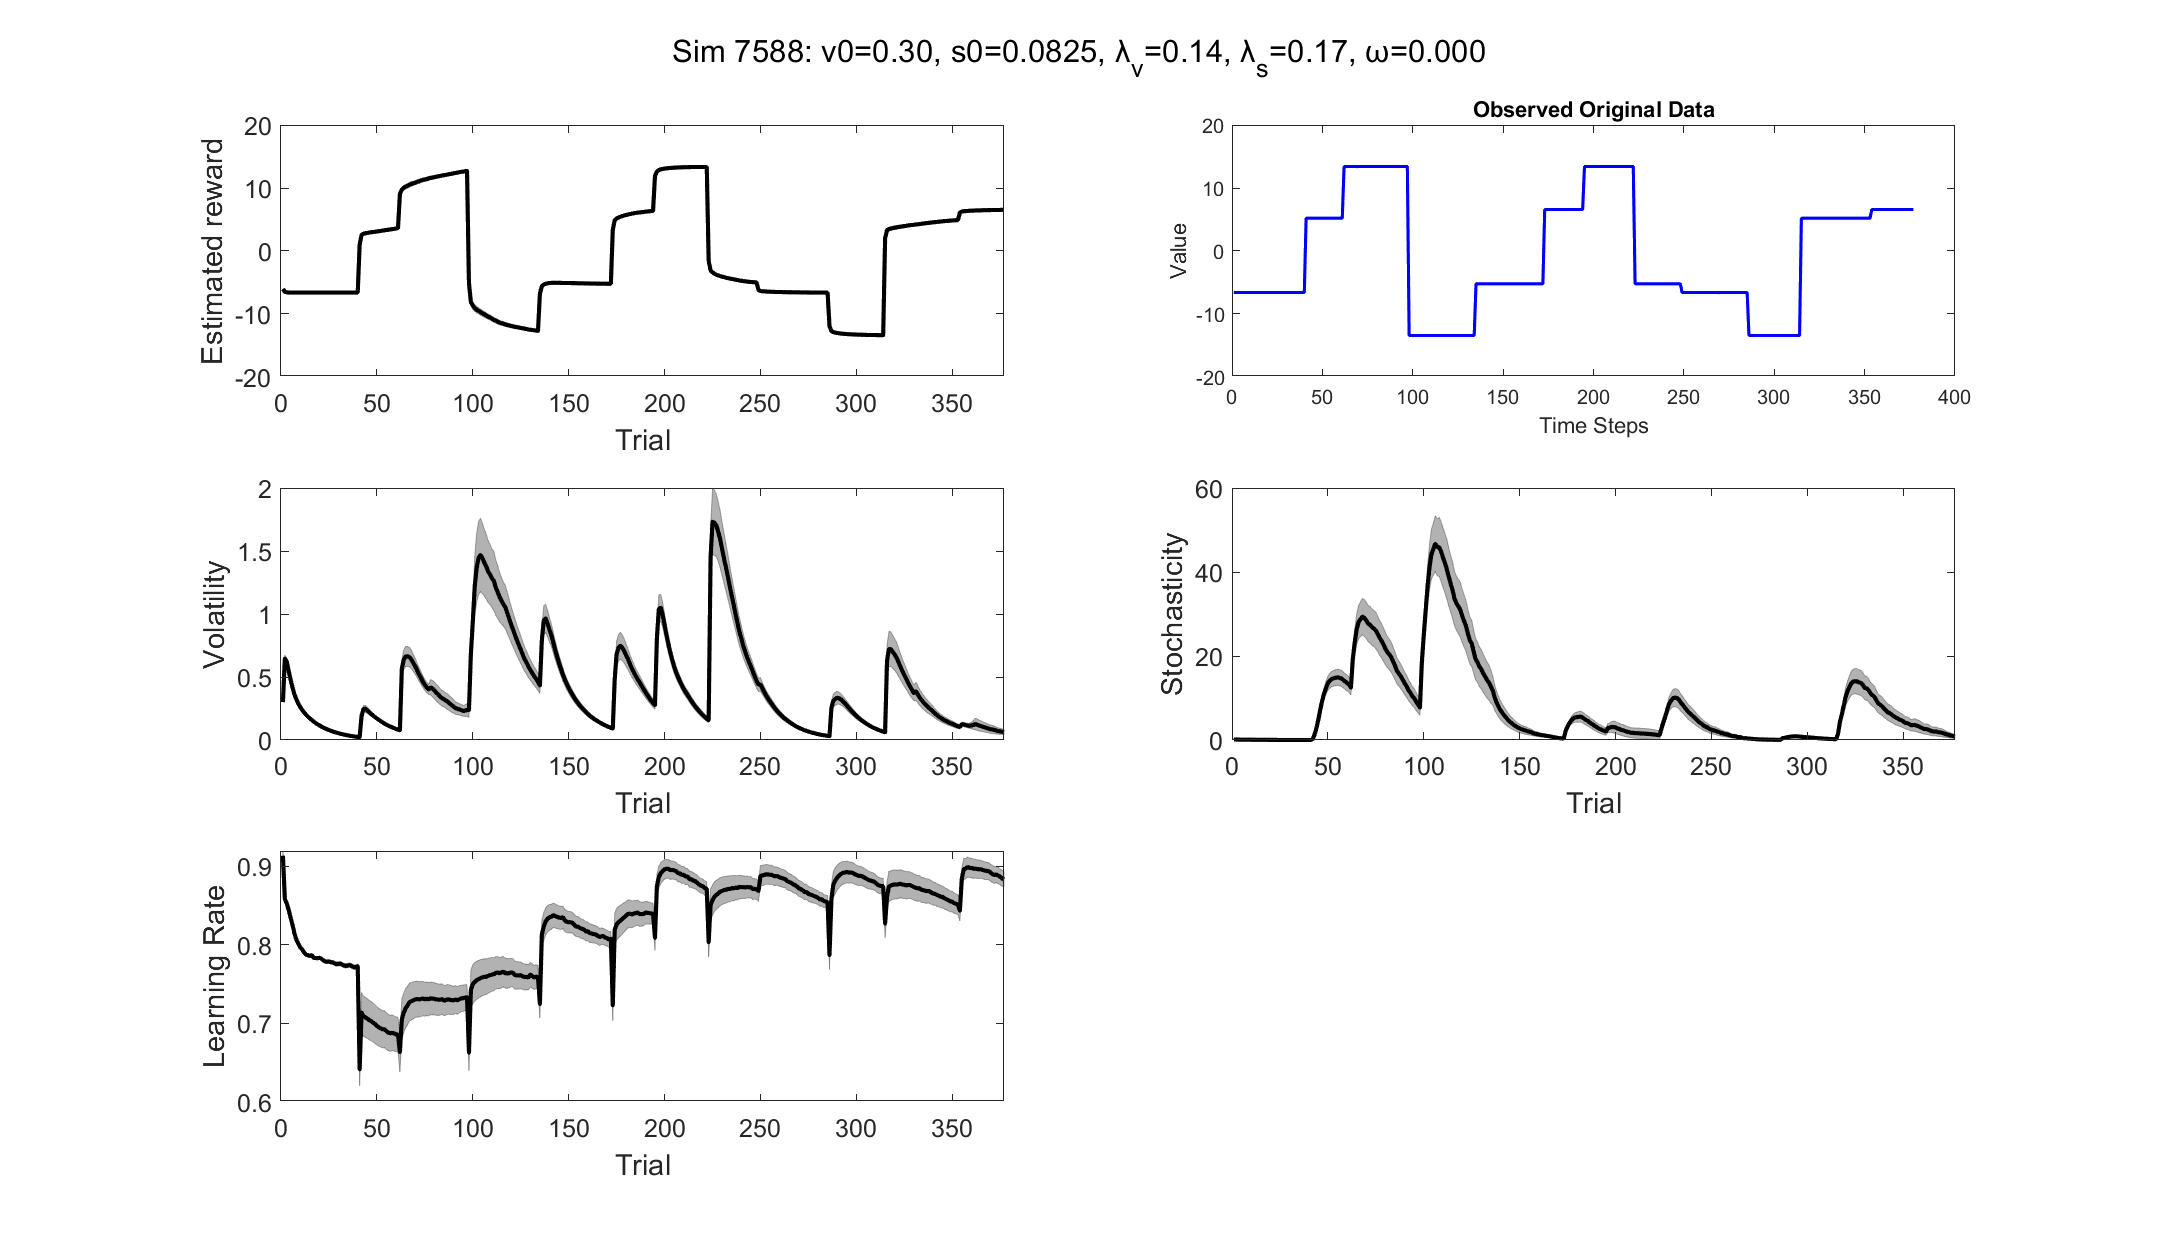 Sim 7588: v0=0.30, s0=0.0825, λv=0.14, λs=0.17, ω=0.000
Estimated reward
20
10
0
-10
-20
0 50 100 150 200 250 300 350
Trial
Observed Original Data
Value
20
10
0
-10
-20
0 50 100 150 200 250 300 350 400
Time Steps
Volatility
2
1.5
1
0.5
0
0 50 100 150 200 250 300 350
Trial
Stochasticity
60
40
20
0
0 50 100 150 200 250 300 350
Trial
Learning Rate
0.9
0.8
0.7
0.6
0 50 100 150 200 250 300 350
Trial